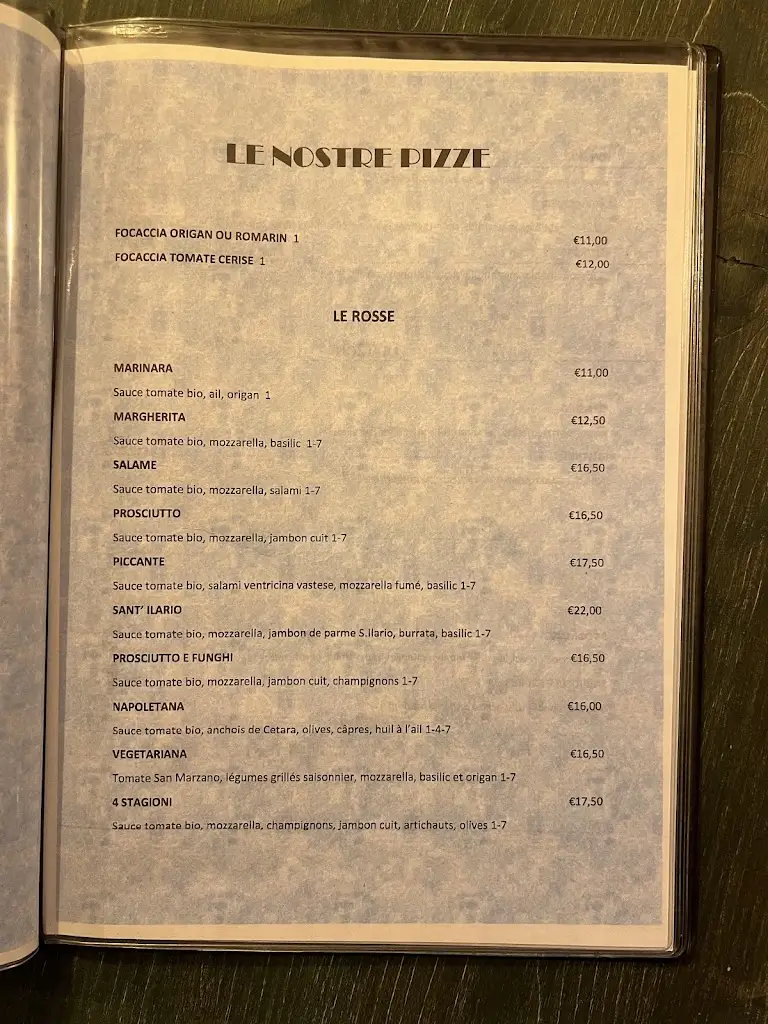 LE NOSTRE PIZZE
FOCACCIA ORIGAN OU ROMARIN 1 €11,00
FOCACCIA TOMATE CERISE 1 €12,00
LE ROSSE
MARINARA €11,00
Sauce tomate bio, ail, origan 1
MARGHERITA €12,50
Sauce tomate bio, mozzarella, basilic 1-7
SALAME €16,50
Sauce tomate bio, mozzarella, salami 1-7
PROSCIUTTO €16,50
Sauce tomate bio, mozzarella, jambon cuit 1-7
PICCANTE €17,50
Sauce tomate bio, salami ventricina vastese, mozzarella fumé, basilic 1-7
SANT' ILARIO €22,00
Sauce tomate bio, mozzarella, jambon de parme S.Ilario, burrata, basilic 1-7
PROSCIUTTO E FUNGHI €16,50
Sauce tomate bio, mozzarella, jambon cuit, champignons 1-7
NAPOLETANA €16,00
Sauce tomate bio, anchois de Cetara, olives, câpres, huil à l'ail 1-4-7
VEGETARIANA €16,50
Tomate San Marzano, légumes grillés saisonnier, mozzarella, basilic et origan 1-7
4 STAGIONI €17,50
Sauce tomate bio, mozzarella, champignons, jambon cuit, artichauts, olives 1-7